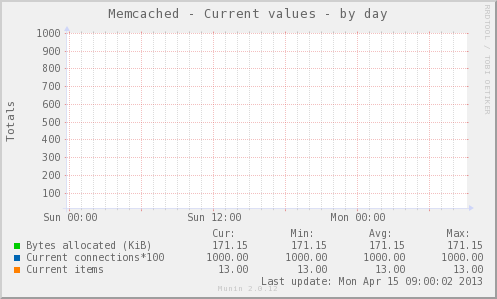 Memcached - Current values - by day
RRDTOOL / TOBI OETIKER
Totals
1000
900
800
700
600
500
400
300
200
100
Sun 00:00 Sun 12:00 Mon 00:00
Cur: Min: Avg: Max:
Bytes allocated (KiB) 171.15 171.15 171.15 171.15
Current connections*100 1000.00 1000.00 1000.00 1000.00
Current items 13.00 13.00 13.00 13.00
Last update: Mon Apr 15 09:00:02 2013
Munin 2.0.12